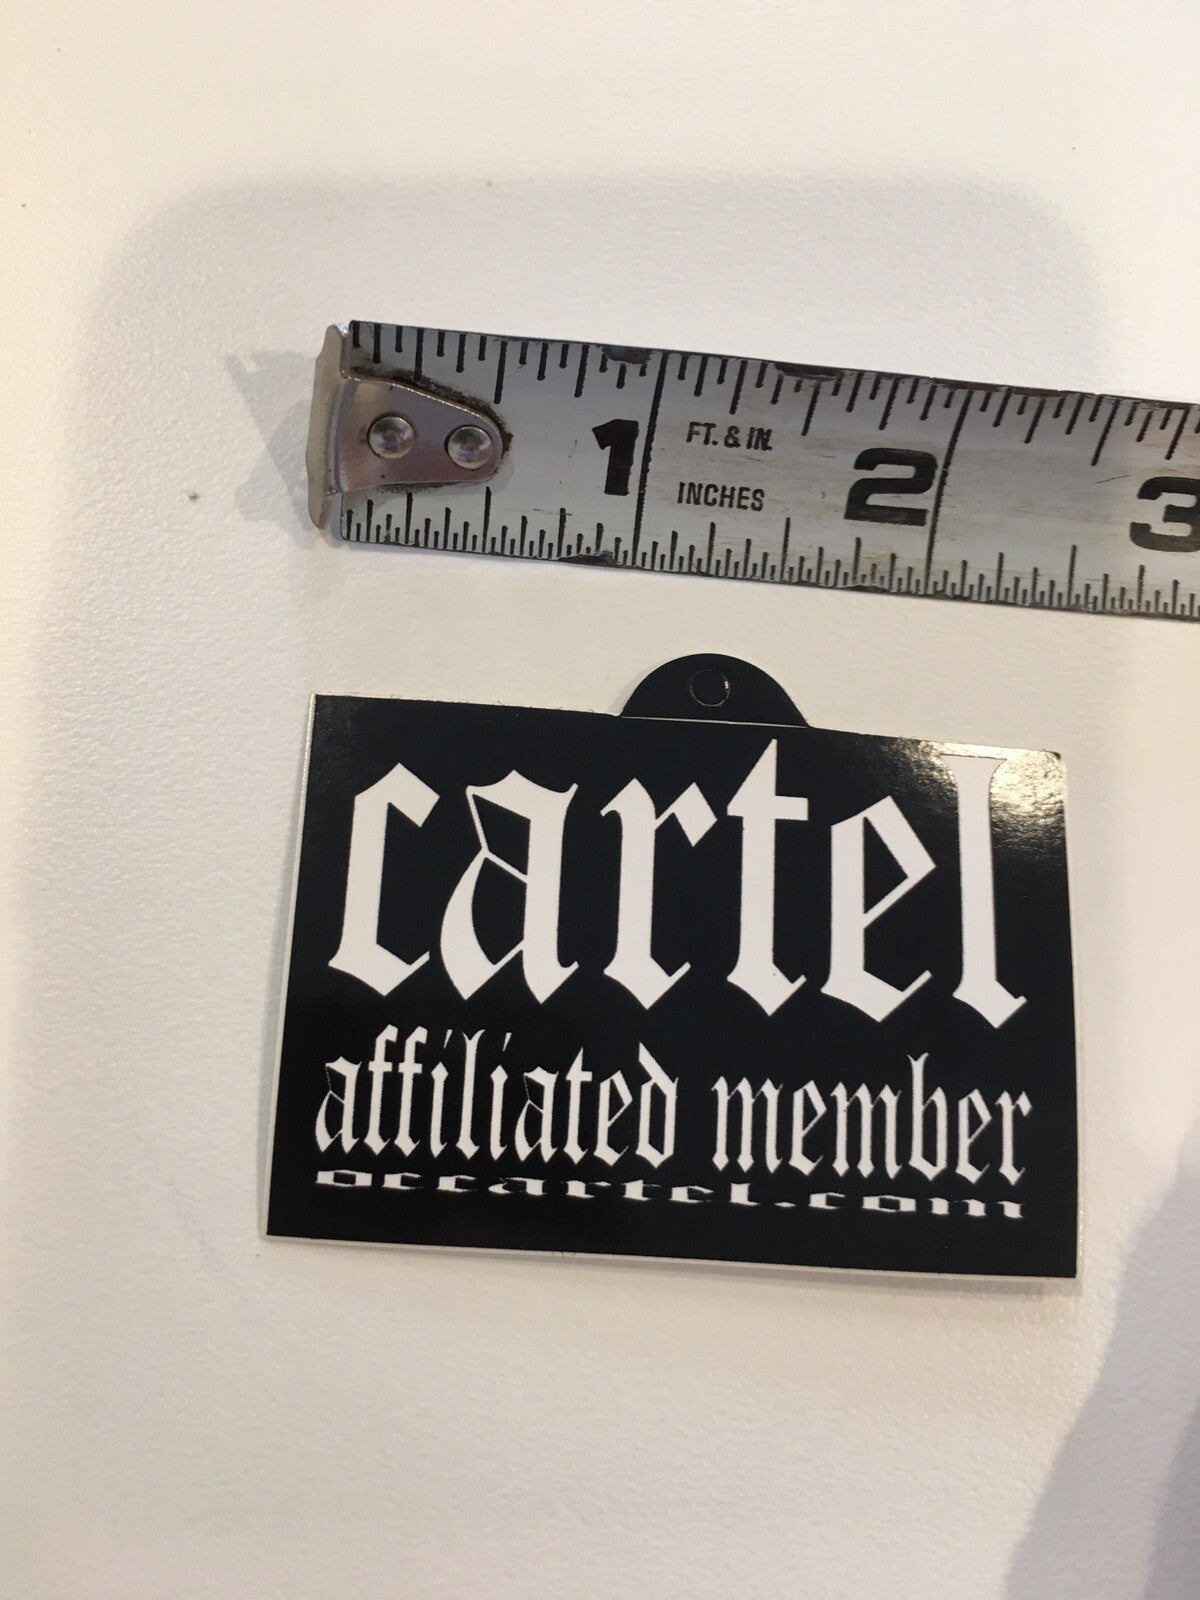 1 FT. & IN. 2 3
INCHES
cartel
affiliated member
occartel.com